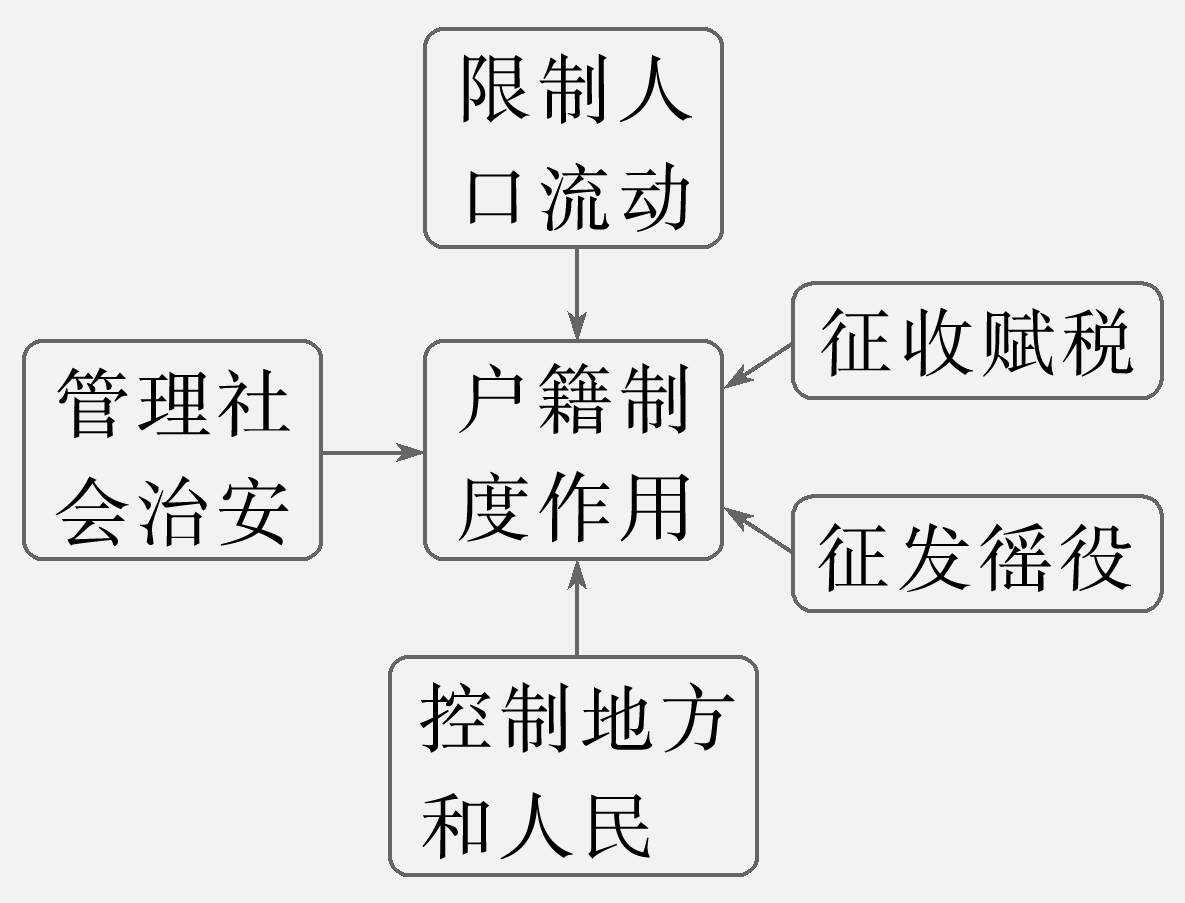 限制人
口流动
征收赋税
管理社
会治安
户籍制
度作用
征发徭役
控制地方
和人民